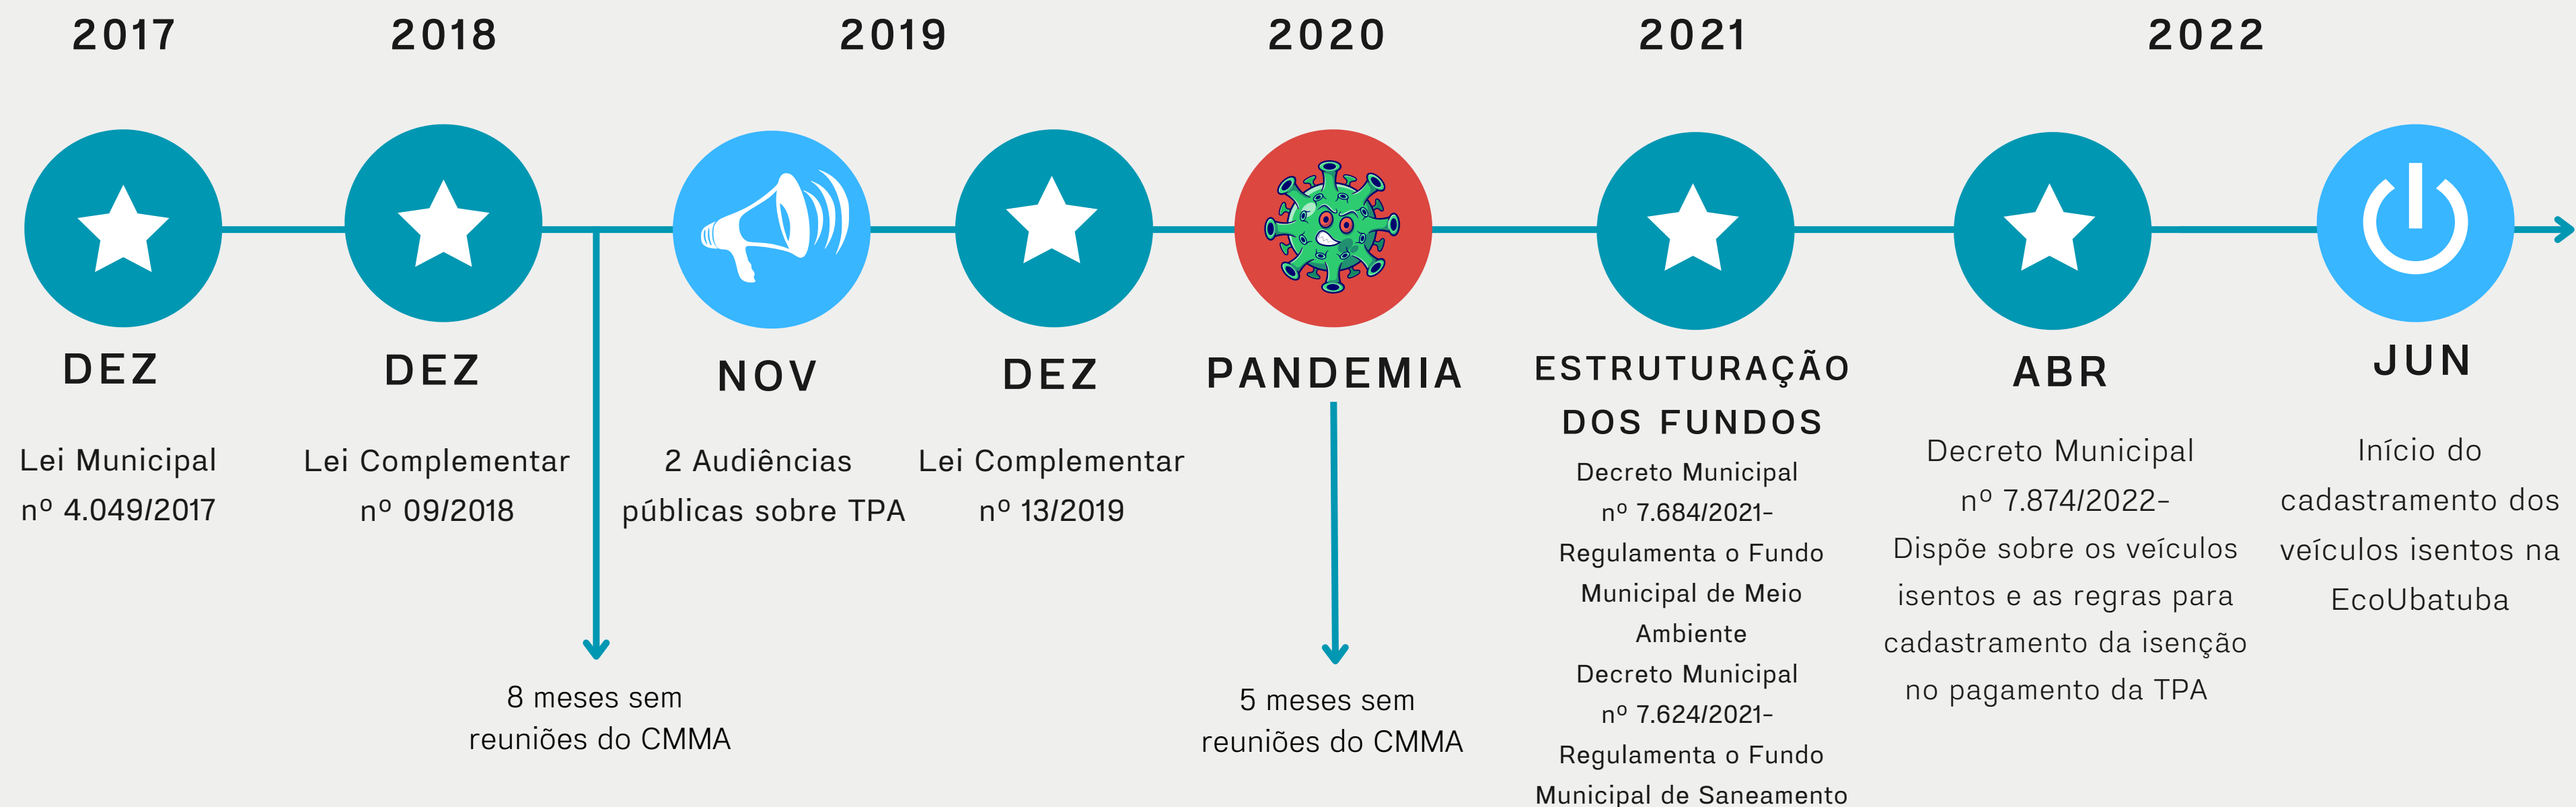 2017
2018
2019
2020
2021
2022
DEZ
Lei Municipal
nº 4.049/2017
DEZ
Lei Complementar
nº 09/2018
8 meses sem
reuniões do CMMA
NOV
2 Audiências
públicas sobre TPA
DEZ
Lei Complementar
nº 13/2019
PANDEMIA
5 meses sem
reuniões do CMMA
ESTRUTURAÇÃO
DOS FUNDOS
Decreto Municipal
nº 7.684/2021-
Regulamenta o Fundo
Municipal de Meio
Ambiente
Decreto Municipal
nº 7.624/2021-
Regulamenta o Fundo
Municipal de Saneamento
ABR
Decreto Municipal
nº 7.874/2022-
Dispõe sobre os veículos
isentos e as regras para
cadastramento da isenção
no pagamento da TPA
JUN
Início do
cadastramento dos
veículos isentos na
EcoUbatuba